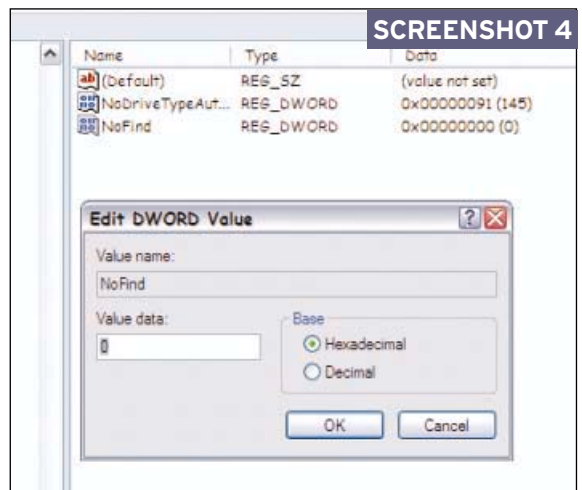 SCREENSHOT 4
Name Type Data
(Default) REG_SZ (value not set)
NoDriveTypeAut... REG_DWORD 0x00000091 (145)
NoFind REG_DWORD 0x00000000 (0)
Edit DWORD Value
Value name:
NoFind
Value data: Base
0 Hexadecimal
Decimal
OK Cancel